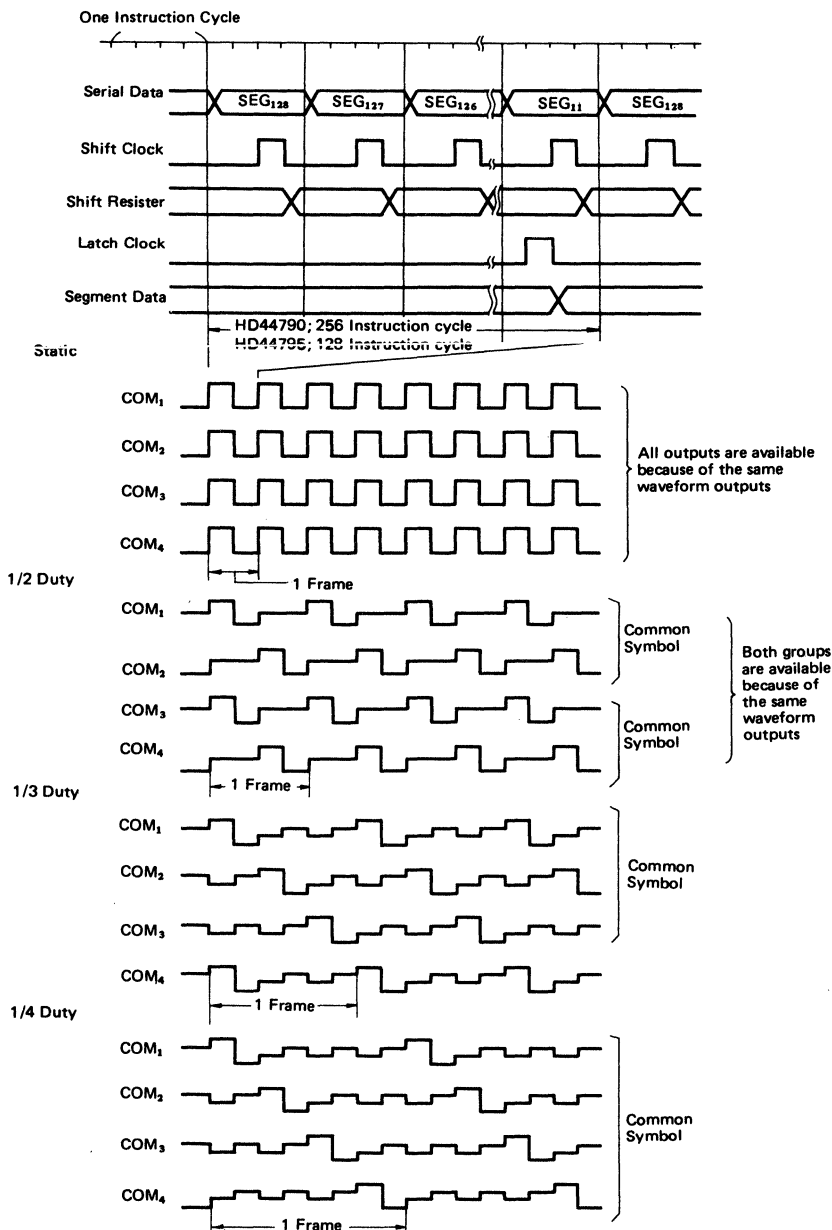 One Instruction Cycle
Serial Data
SEG₁₂₈
SEG₁₂₇
SEG₁₂₆
SEG₁₁
SEG₁₂₈
Shift Clock
Shift Resister
Latch Clock
Segment Data
HD44790; 256 Instruction cycle
HD44795; 128 Instruction cycle
Static
COM₁
COM₂
COM₃
COM₄
All outputs are available
because of the same
waveform outputs
1 Frame
1/2 Duty
COM₁
COM₂
Common
Symbol
COM₃
COM₄
Common
Symbol
Both groups
are available
because of
the same
waveform
outputs
1 Frame
1/3 Duty
COM₁
COM₂
COM₃
Common
Symbol
COM₄
1 Frame
1/4 Duty
COM₁
COM₂
COM₃
COM₄
Common
Symbol
1 Frame